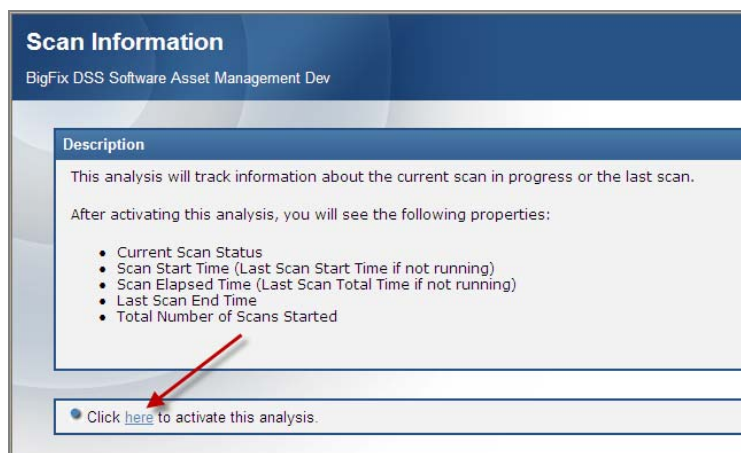 Scan Information
BigFix DSS Software Asset Management Dev
Description
This analysis will track information about the current scan in progress or the last scan.
After activating this analysis, you will see the following properties:
• Current Scan Status
• Scan Start Time (Last Scan Start Time if not running)
• Scan Elapsed Time (Last Scan Total Time if not running)
• Last Scan End Time
• Total Number of Scans Started
Click here to activate this analysis.